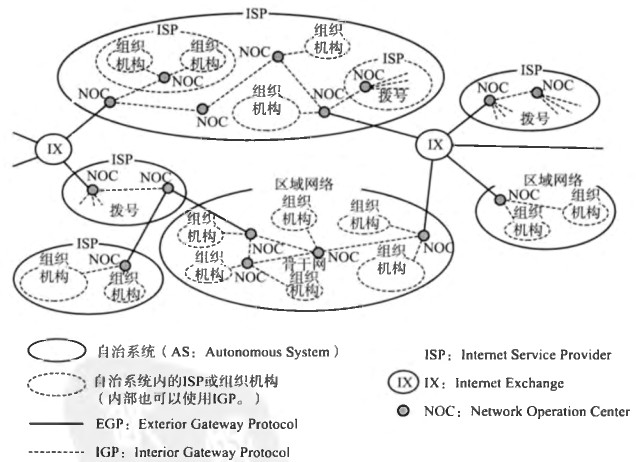 ISP
组织
机构
组织
机构
NOC
NOC
NOC
组织
机构
ISP
NOC
拨号
NOC
组织
机构
NOC
ISP
NOC
NOC
拨号
IX
IX
ISP
NOC
NOC
拨号
区域网络
组织
机构
组织
机构
组织
机构
NOC
组织
机构
NOC
背干网
组织
机构
NOC
组织
机构
NOC
区域网络
NOC
组织
机构
组织
机构
ISP
组织
机构
NOC
组织
机构
自治系统（AS：Autonomous System）
自治系统内的ISP或组织机构
（内部也可以使用IGP。）
EGP：Exterior Gateway Protocol
IGP：Interior Gateway Protocol
ISP：Internet Service Provider
IX IX：Internet Exchange
NOC：Network Operation Center